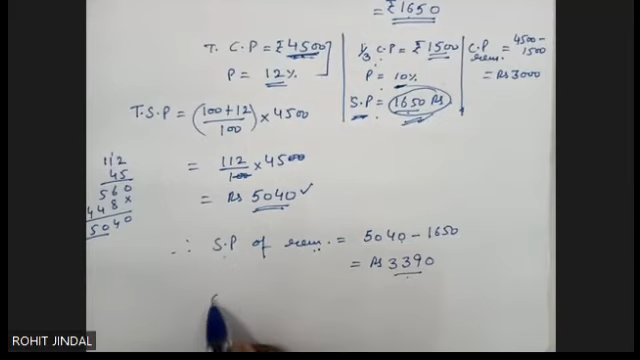 = ₹1650
T. C.P = ₹4500
P = 12%
1/3 C.P = ₹1500
P = 10%
S.P = 1650 Rs
C.P rem. = 4500 - 1500
= Rs 3000
T.S.P = (100+12/100) × 4500
= 112/100 × 4500
= Rs 5040 ✓
112
45
560
448×
5040
∴ S.P of rem. = 5040 - 1650
= Rs 3390
ROHIT JINDAL